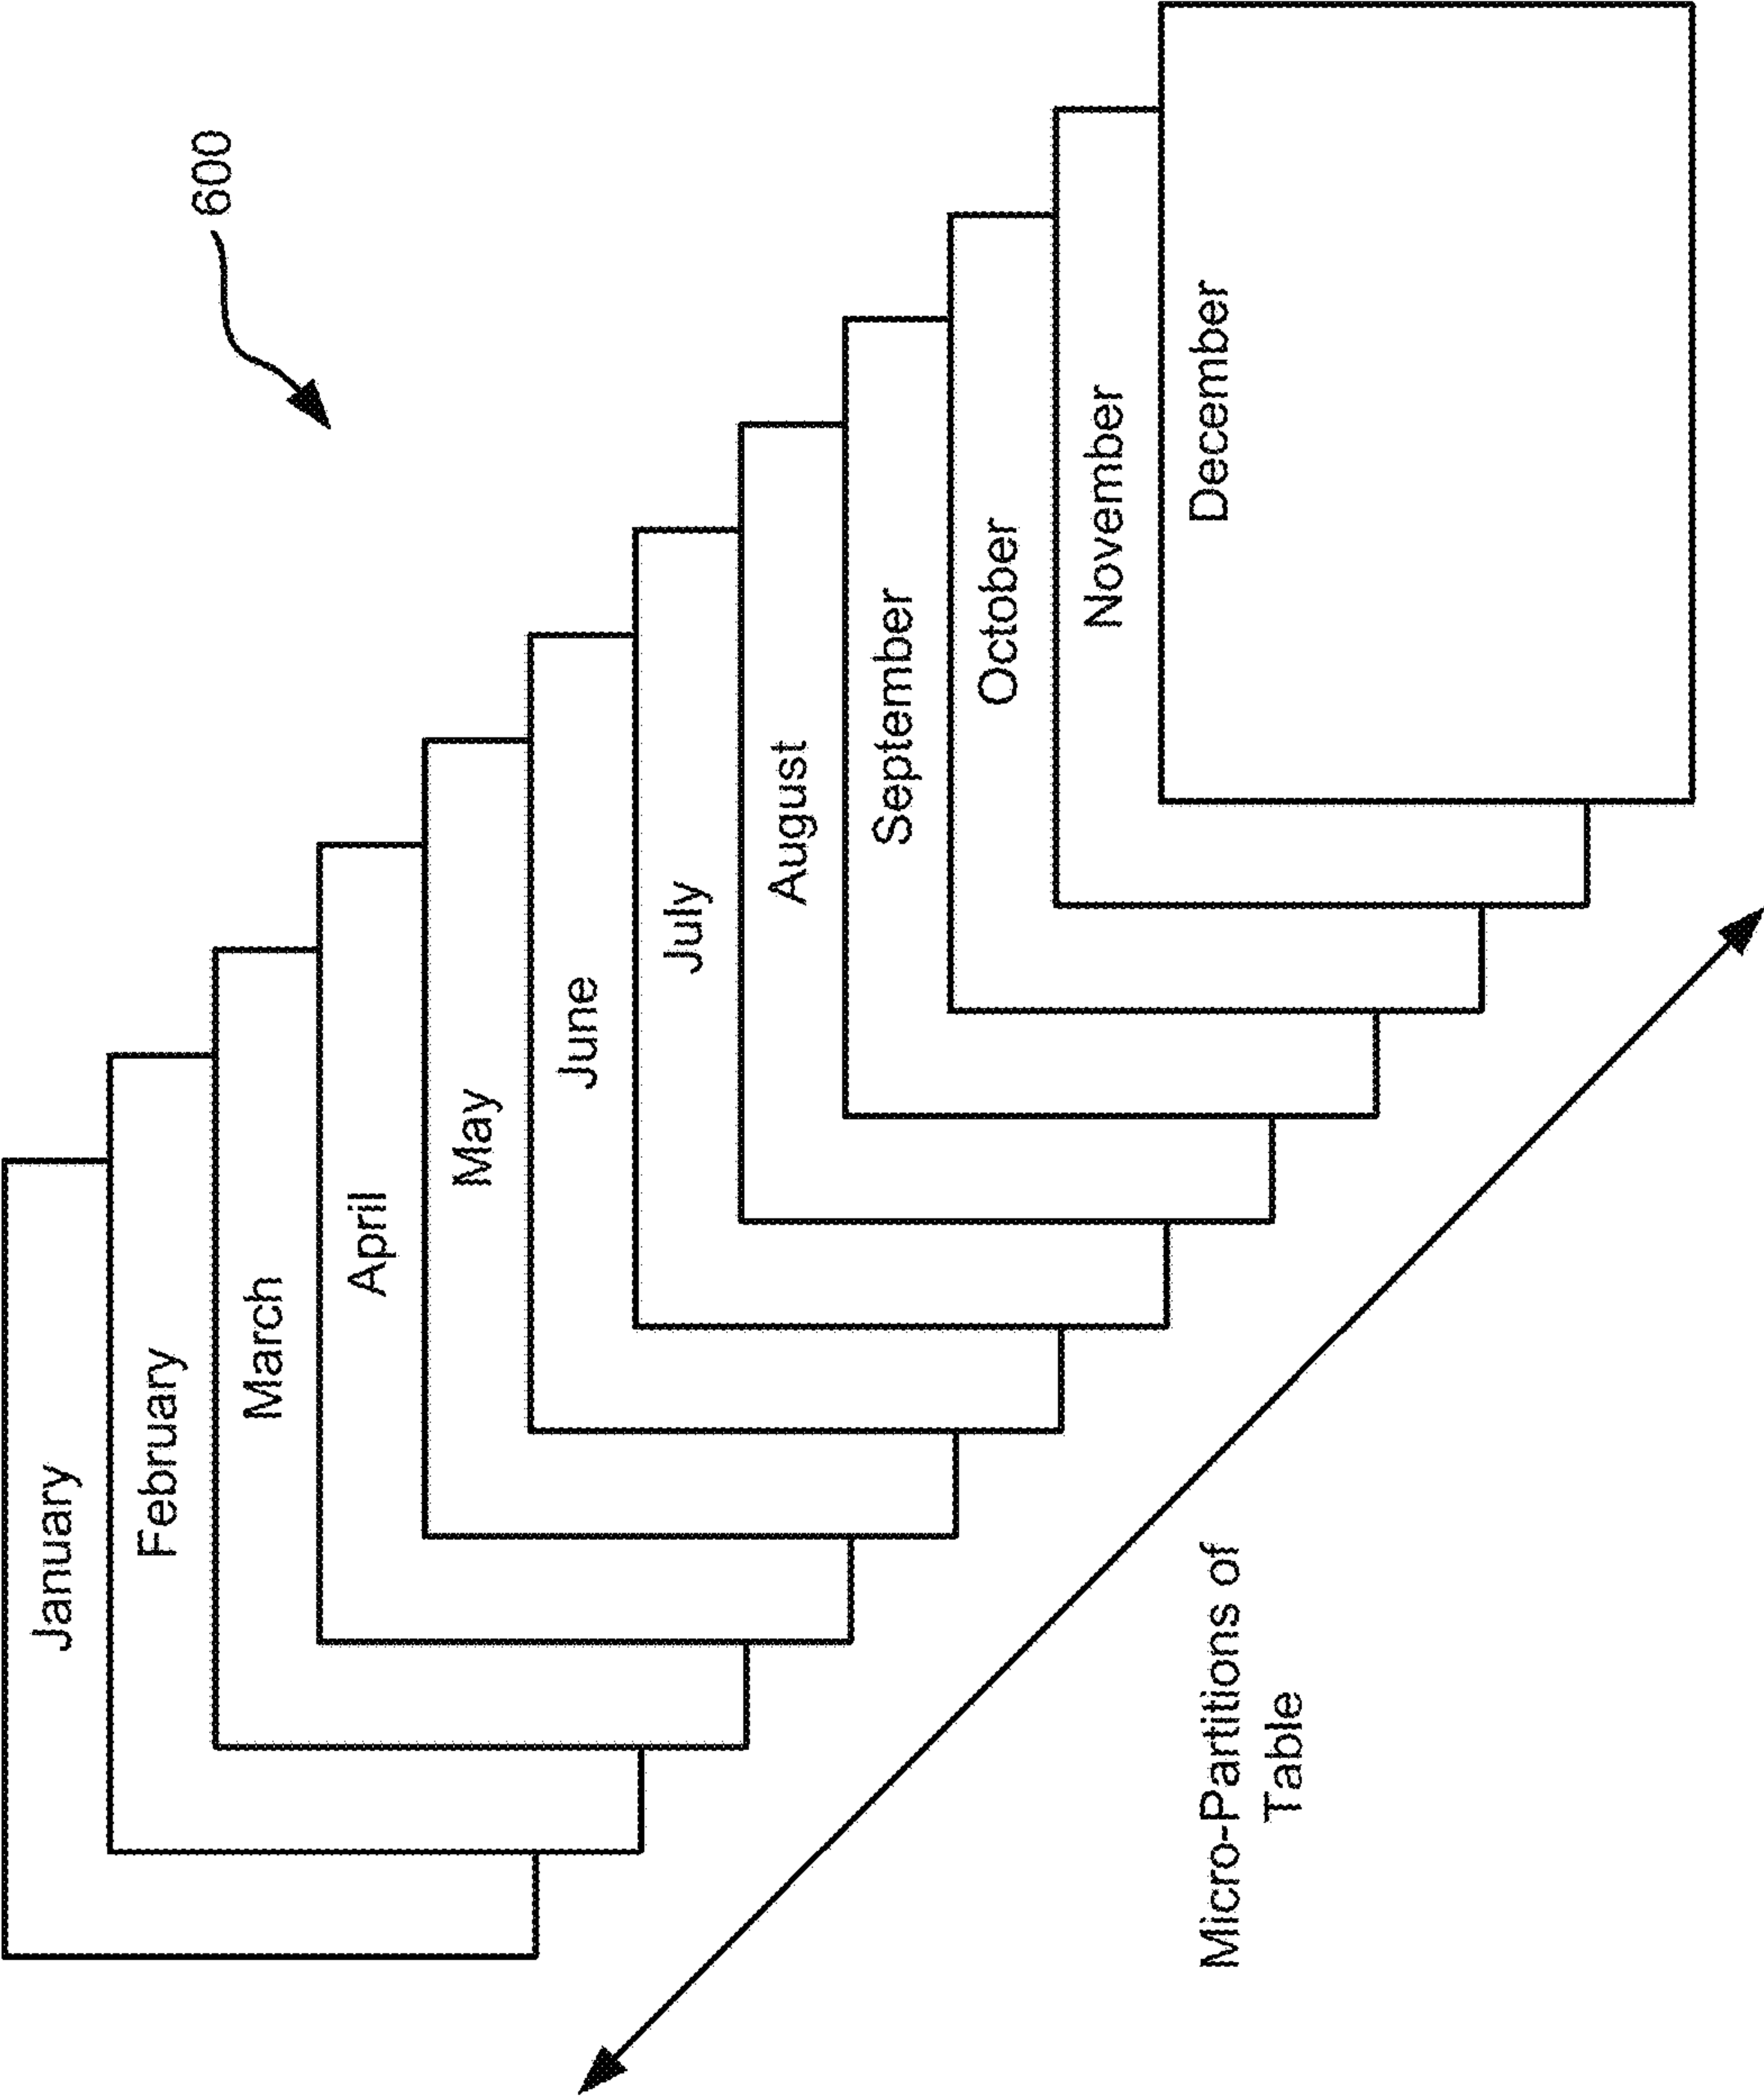 600
January
February
March
April
May
June
July
August
September
October
November
December
Micro-Partitions of
Table